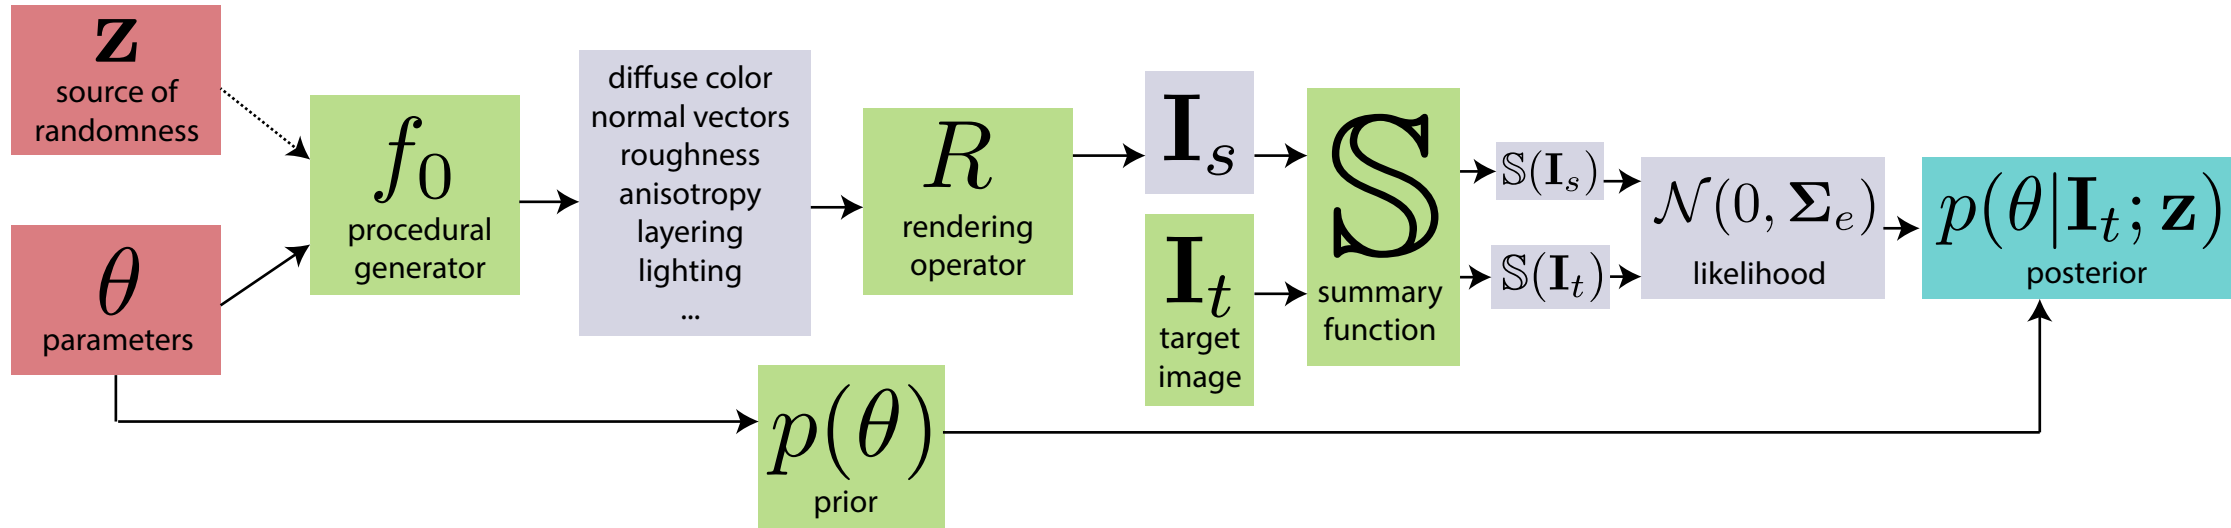 z
source of
randomness
θ
parameters
f₀
procedural
generator
diffuse color
normal vectors
roughness
anisotropy
layering
lighting
...
R
rendering
operator
Iₛ
Iₜ
target
image
𝕊
summary
function
𝕊(Iₛ)
𝕊(Iₜ)
𝒩(0, Σₑ)
likelihood
p(θ|Iₜ; z)
posterior
p(θ)
prior